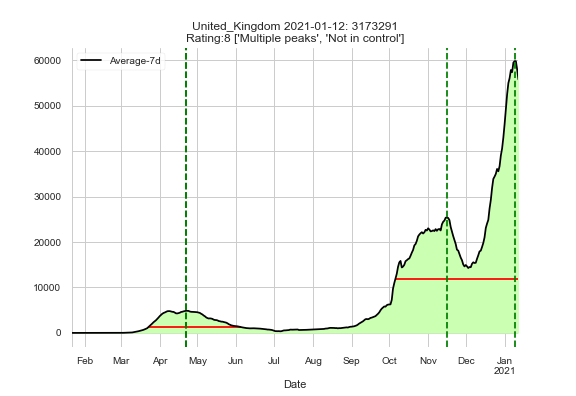 United_Kingdom 2021-01-12: 3173291
Rating:8 ['Multiple peaks', 'Not in control']
Average-7d
60000
50000
40000
30000
20000
10000
0
Feb Mar Apr May Jun Jul Aug Sep Oct Nov Dec Jan
2021
Date